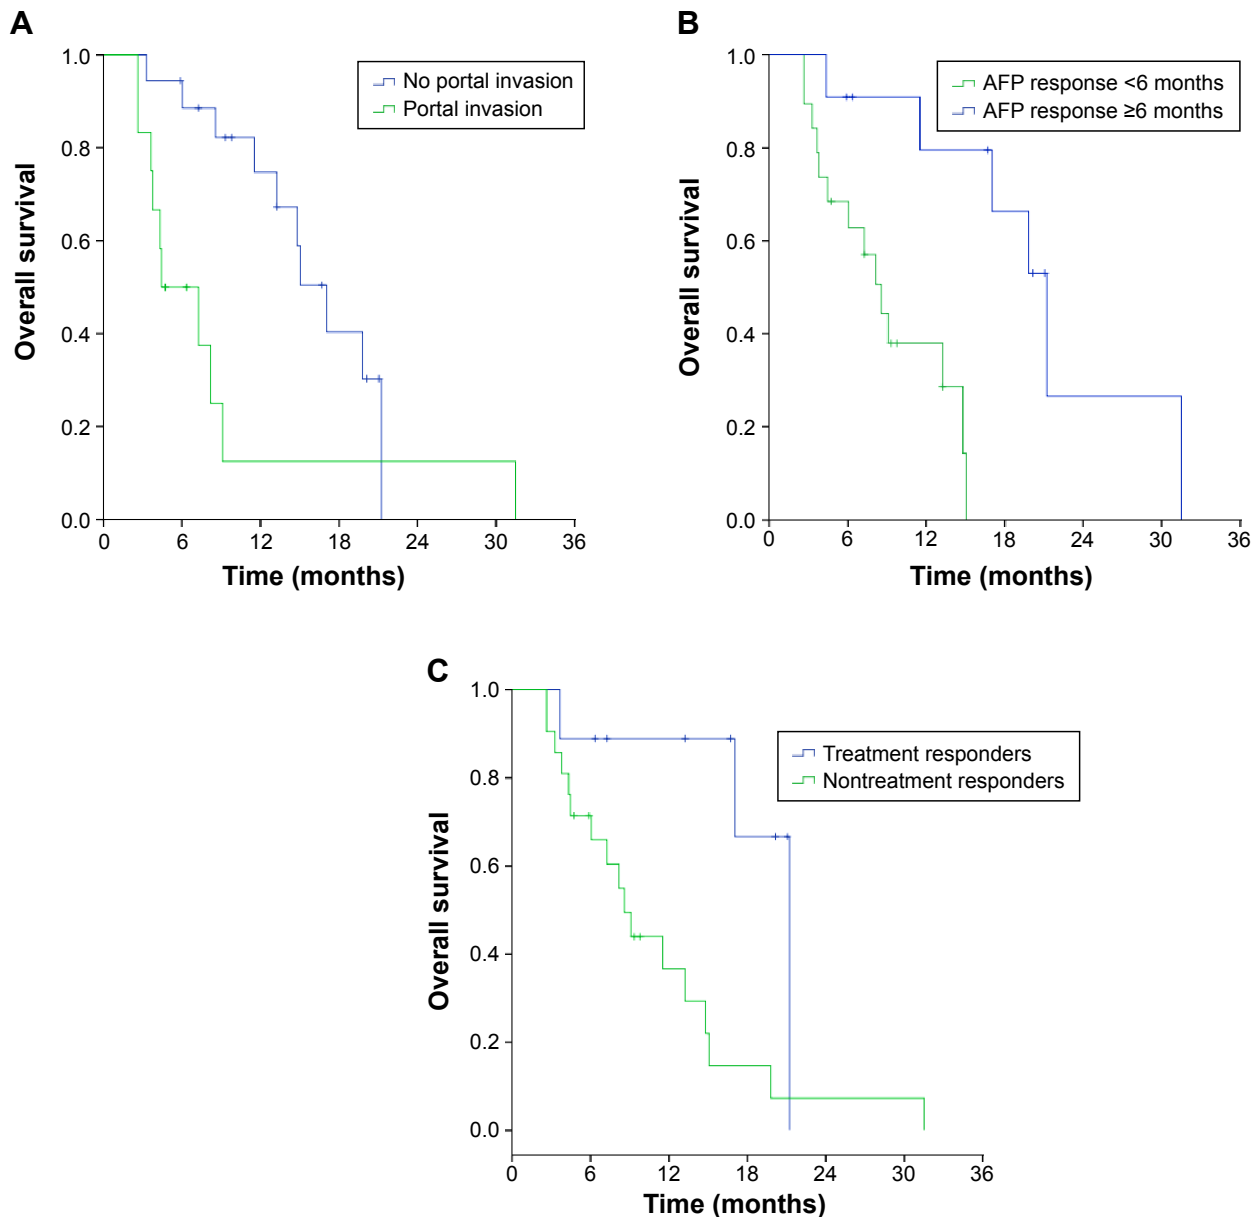 A
Overall survival
1.0
0.8
0.6
0.4
0.2
0.0
No portal invasion
Portal invasion
0 6 12 18 24 30 36
Time (months)
B
Overall survival
1.0
0.8
0.6
0.4
0.2
0.0
AFP response <6 months
AFP response ≥6 months
0 6 12 18 24 30 36
Time (months)
C
Overall survival
1.0
0.8
0.6
0.4
0.2
0.0
Treatment responders
Nontreatment responders
0 6 12 18 24 30 36
Time (months)